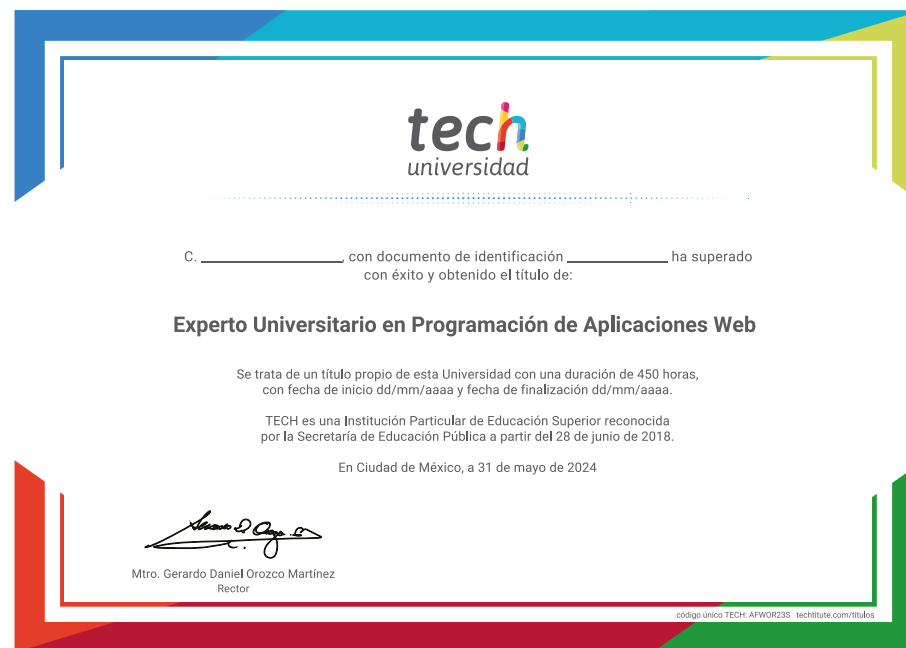 tech
universidad
C. ____________, con documento de identificación ____________ ha superado
con éxito y obtenido el título de:
Experto Universitario en Programación de Aplicaciones Web
Se trata de un título propio de esta Universidad con una duración de 450 horas,
con fecha de inicio dd/mm/aaaa y fecha de finalización dd/mm/aaaa.
TECH es una Institución Particular de Educación Superior reconocida
por la Secretaría de Educación Pública a partir del 28 de junio de 2018.
En Ciudad de México, a 31 de mayo de 2024
Mtro. Gerardo Daniel Orozco Martínez
Rector
código único TECH: AFWOR23S techtitute.com/titulos